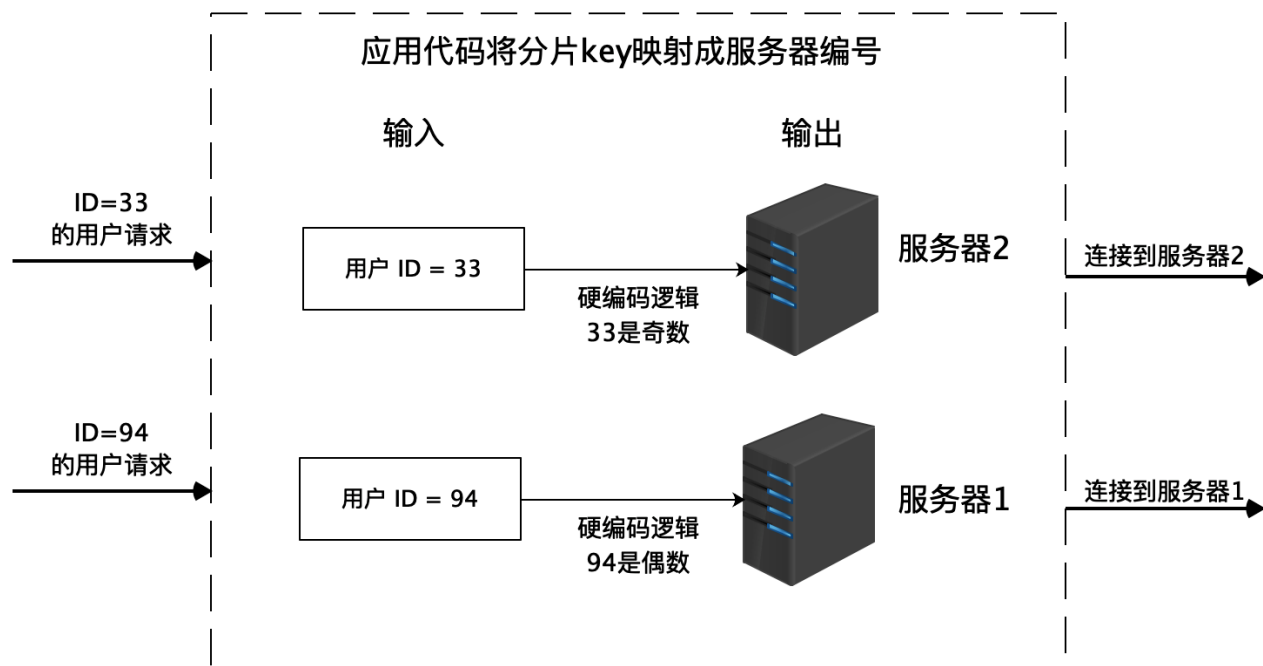 应用代码将分片key映射成服务器编号
输入
输出
ID=33
的用户请求
用户 ID = 33
硬编码逻辑
33是奇数
服务器2
连接到服务器2
ID=94
的用户请求
用户 ID = 94
硬编码逻辑
94是偶数
服务器1
连接到服务器1